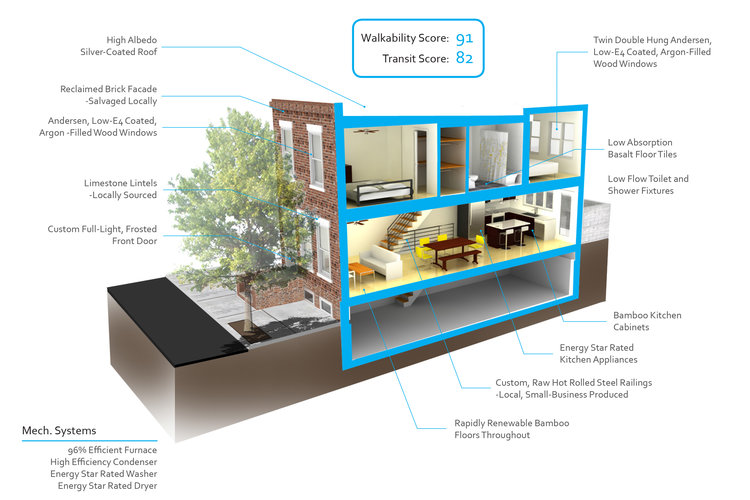 High Albedo
Silver-Coated Roof
Walkability Score: 91
Transit Score: 82
Twin Double Hung Andersen,
Low-E4 Coated, Argon-Filled
Wood Windows
Reclaimed Brick Facade
-Salvaged Locally
Andersen, Low-E4 Coated,
Argon -Filled Wood Windows
Low Absorption
Basalt Floor Tiles
Low Flow Toilet and
Shower Fixtures
Limestone Lintels
-Locally Sourced
Custom Full-Light, Frosted
Front Door
Bamboo Kitchen
Cabinets
Energy Star Rated
Kitchen Appliances
Custom, Raw Hot Rolled Steel Railings
-Local, Small-Business Produced
Rapidly Renewable Bamboo
Floors Throughout
Mech. Systems
96% Efficient Furnace
High Efficiency Condenser
Energy Star Rated Washer
Energy Star Rated Dryer